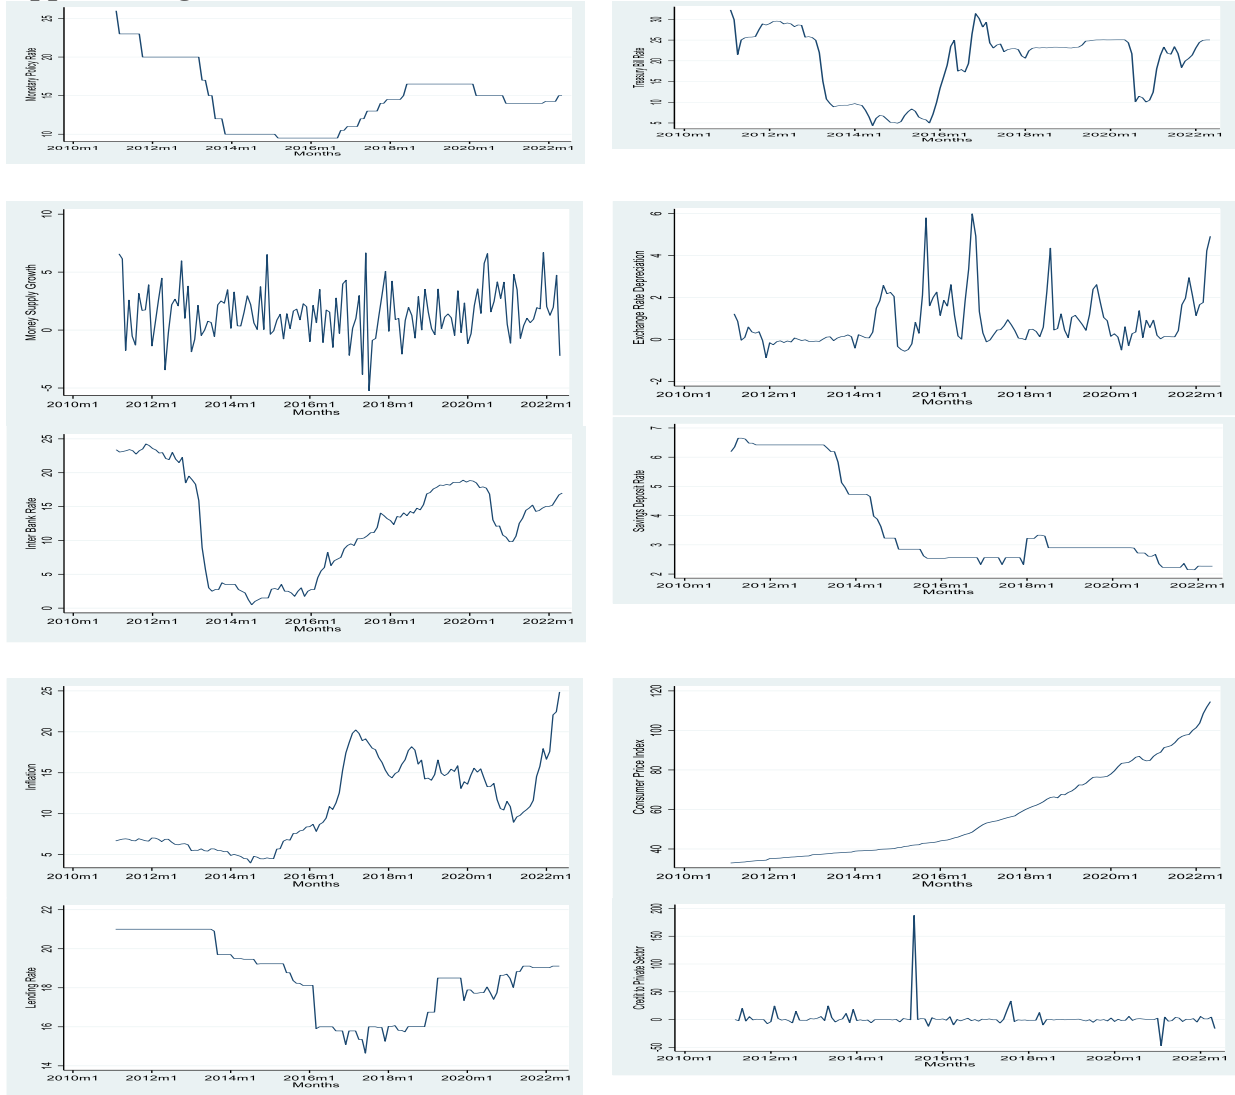 Monetary Policy Rate
25
20
15
10
2010m1 2012m1 2014m1 2016m1 2018m1 2020m1 2022m1
Months
Treasury Bill Rate
30
25
20
15
10
5
2010m1 2012m1 2014m1 2016m1 2018m1 2020m1 2022m1
Months
Money Supply Growth
10
5
0
-5
2010m1 2012m1 2014m1 2016m1 2018m1 2020m1 2022m1
Months
Exchange Rate Depreciation
6
4
2
0
-2
2010m1 2012m1 2014m1 2016m1 2018m1 2020m1 2022m1
Months
Inter Bank Rate
25
20
15
10
5
0
2010m1 2012m1 2014m1 2016m1 2018m1 2020m1 2022m1
Months
Savings Deposit Rate
7
6
5
4
3
2
2010m1 2012m1 2014m1 2016m1 2018m1 2020m1 2022m1
Months
Inflation
25
20
15
10
5
2010m1 2012m1 2014m1 2016m1 2018m1 2020m1 2022m1
Months
Consumer Price Index
120
100
80
60
40
2010m1 2012m1 2014m1 2016m1 2018m1 2020m1 2022m1
Months
Lending Rate
22
20
18
16
14
2010m1 2012m1 2014m1 2016m1 2018m1 2020m1 2022m1
Months
Credit to Private Sector
200
150
100
50
0
-50
2010m1 2012m1 2014m1 2016m1 2018m1 2020m1 2022m1
Months